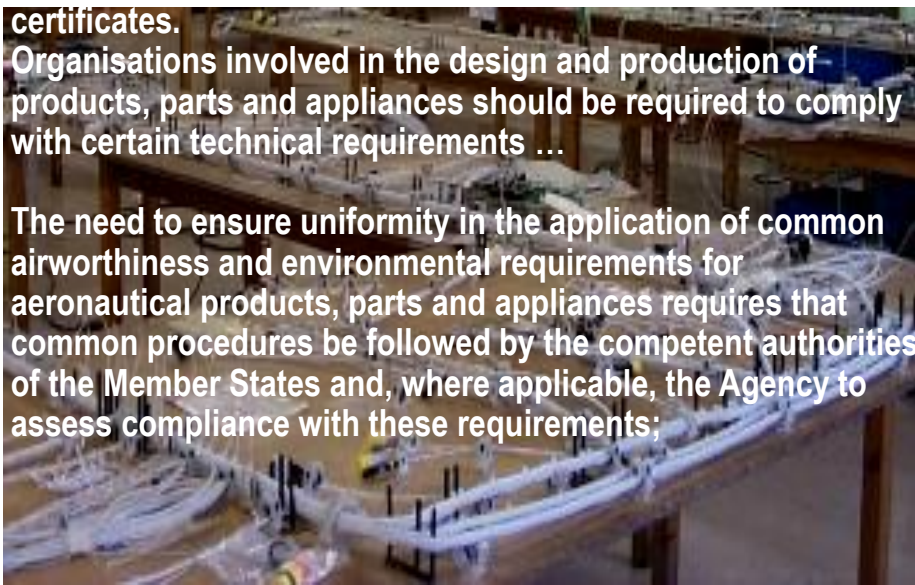 certificates.
Organisations involved in the design and production of
products, parts and appliances should be required to comply
with certain technical requirements …
The need to ensure uniformity in the application of common
airworthiness and environmental requirements for
aeronautical products, parts and appliances requires that
common procedures be followed by the competent authorities
of the Member States and, where applicable, the Agency to
assess compliance with these requirements;